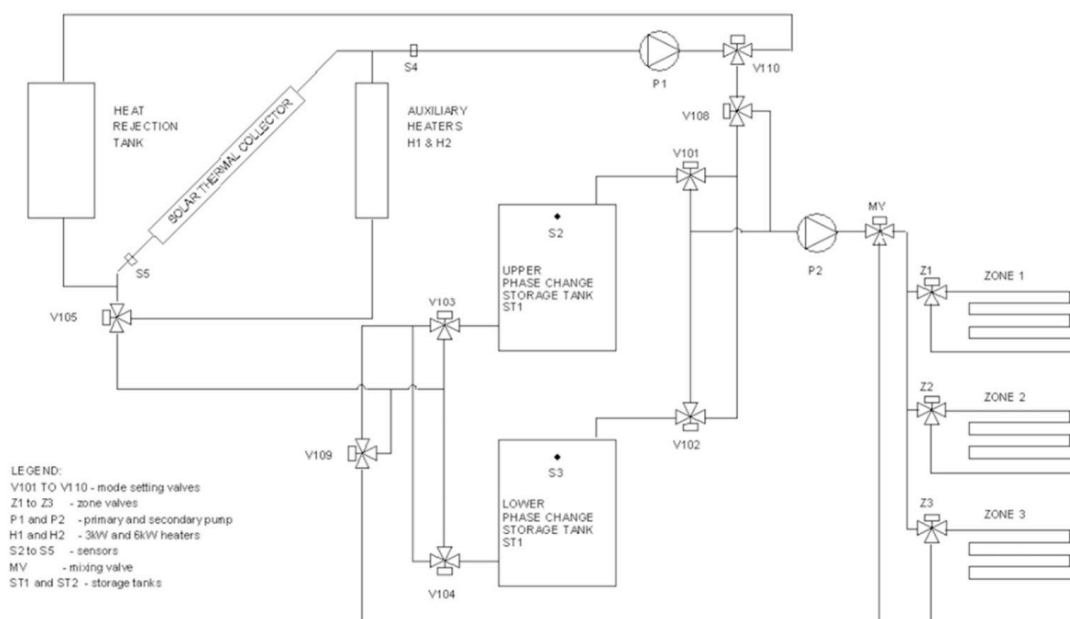 S4
P1
V110
HEAT
REJECTION
TANK
SOLAR THERMAL COLLECTOR
AUXILIARY
HEATERS
H1 & H2
V108
V101
MV
S2
P2
S5
UPPER
PHASE CHANGE
STORAGE TANK
ST1
Z1
ZONE 1
V105
V103
Z2
ZONE 2
V102
V109
S3
LEGEND:
V101 TO V110 - mode setting valves
Z1 to Z3 - zone valves
P1 and P2 - primary and secondary pump
H1 and H2 - 3kW and 6kW heaters
S2 to S5 - sensors
MV - mixing valve
ST1 and ST2 - storage tanks
LOWER
PHASE CHANGE
STORAGE TANK
ST1
Z3
ZONE 3
V104